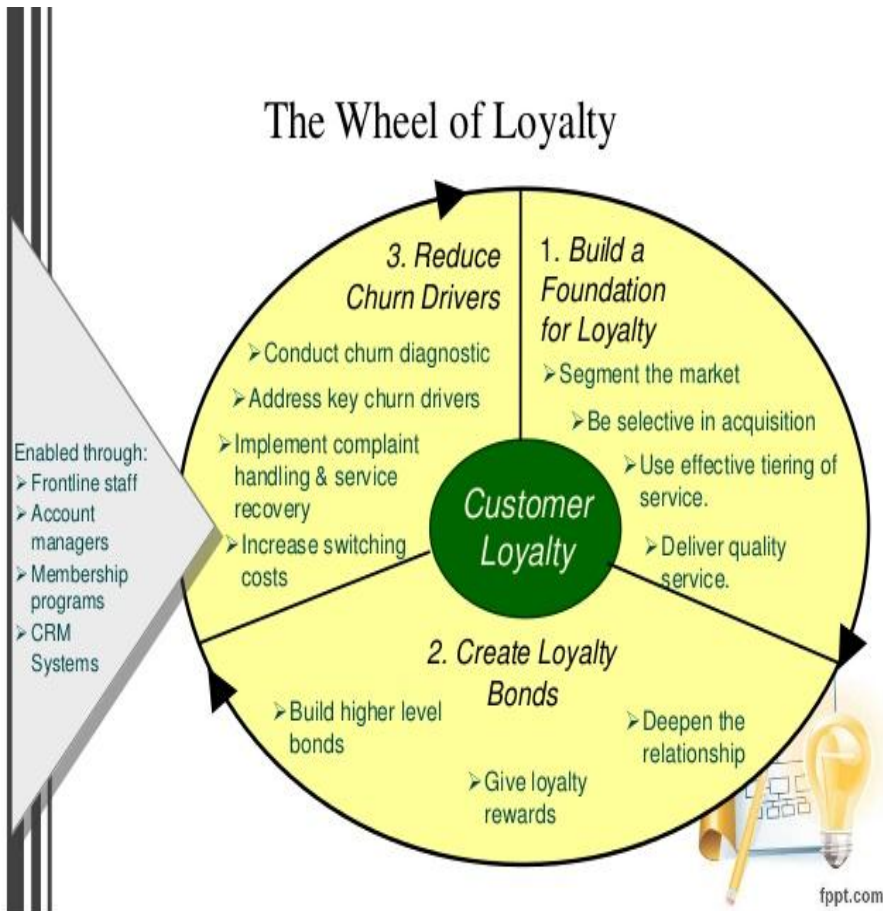 The Wheel of Loyalty
3. Reduce
Churn Drivers
➢Conduct churn diagnostic
➢Address key churn drivers
➢Implement complaint
handling & service
recovery
➢Increase switching
costs
1. Build a
Foundation
for Loyalty
➢Segment the market
➢Be selective in acquisition
➢Use effective tiering of
service.
➢Deliver quality
service.
Customer
Loyalty
2. Create Loyalty
Bonds
➢Build higher level
bonds
➢Give loyalty
rewards
➢Deepen the
relationship
Enabled through:
➢Frontline staff
➢Account
managers
➢Membership
programs
➢CRM
Systems
fppt.com